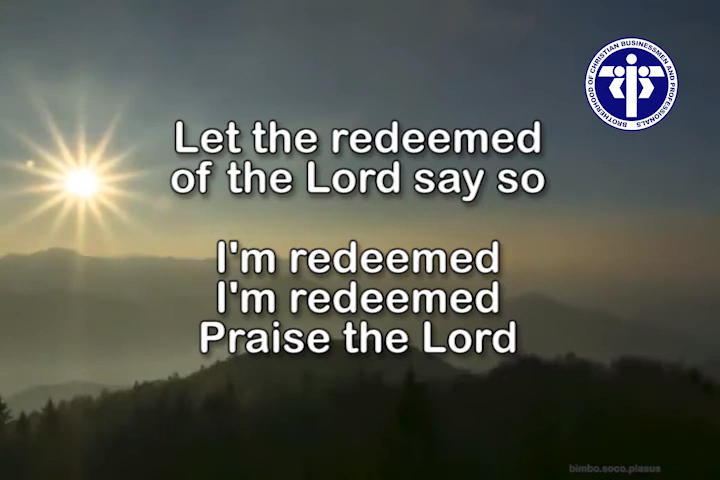 BROTHERHOOD OF CHRISTIAN BUSINESSMEN AND PROFESSIONALS
Let the redeemed
of the Lord say so
I'm redeemed
I'm redeemed
Praise the Lord
bimbo.soco.plasus